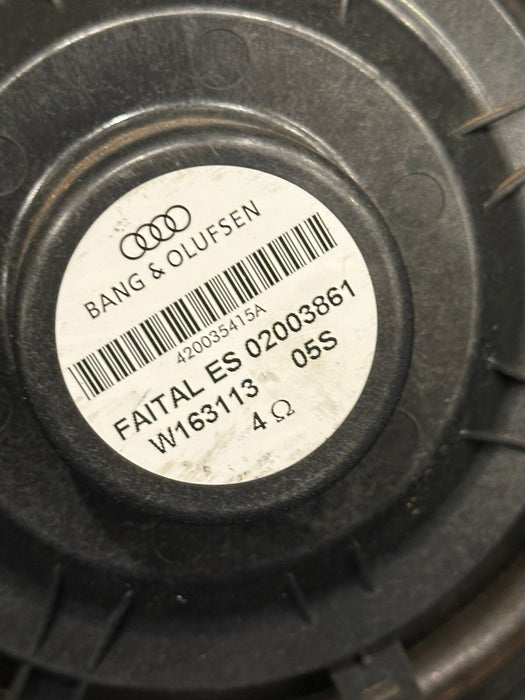 BANG & OLUFSEN
420035415A
FAITAL ES 02003861
W163113 05S
4 Ω